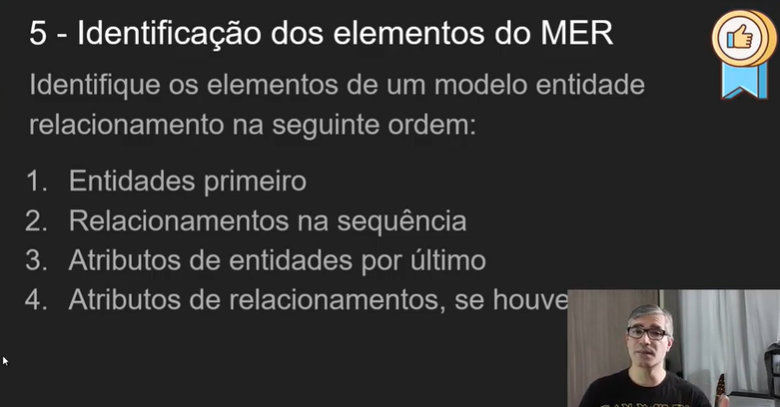 5 - Identificação dos elementos do MER
Identifique os elementos de um modelo entidade
relacionamento na seguinte ordem:
1. Entidades primeiro
2. Relacionamentos na sequência
3. Atributos de entidades por último
4. Atributos de relacionamentos, se houve